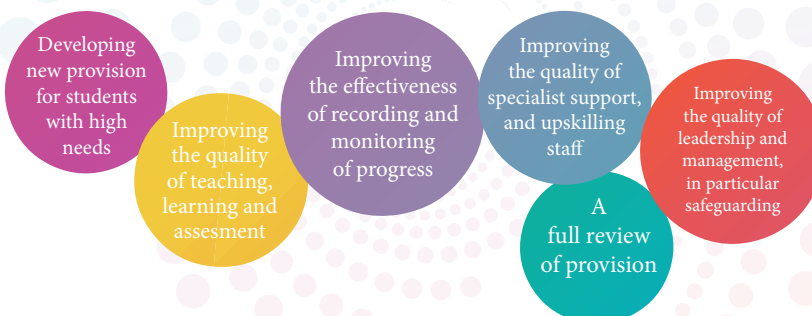 Developing
new provision
for students
with high
needs
Improving
the quality
of teaching,
learning and
assesment
Improving
the effectiveness
of recording and
monitoring
of progress
Improving
the quality of
specialist support,
and upskilling
staff
A
full review
of provision
Improving
the quality of
leadership and
management,
in particular
safeguarding